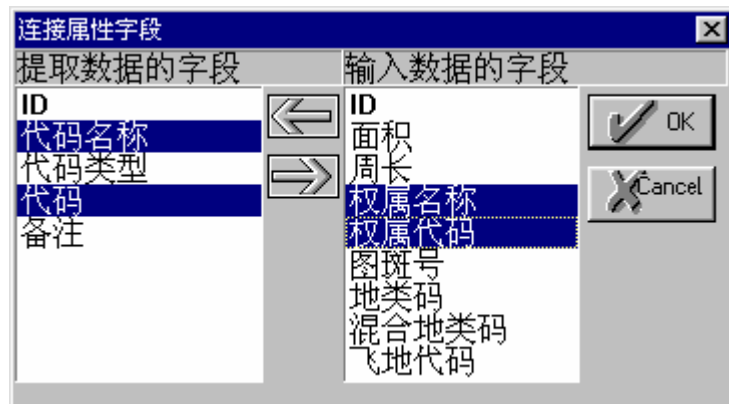 连接属性字段
提取数据的字段
输入数据的字段
ID
代码名称
代码类型
代码
备注
ID
面积
周长
权属名称
权属代码
图斑号
地类码
混合地类码
飞地代码
OK
Cancel